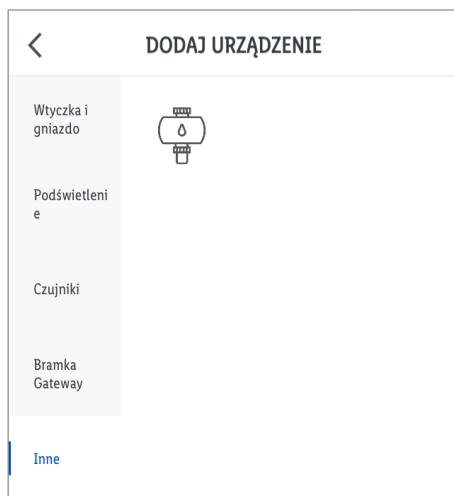 DODAJ URZĄDZENIE
Wtyczka i
gniazdo
Podświetleni
e
Czujniki
Bramka
Gateway
Inne